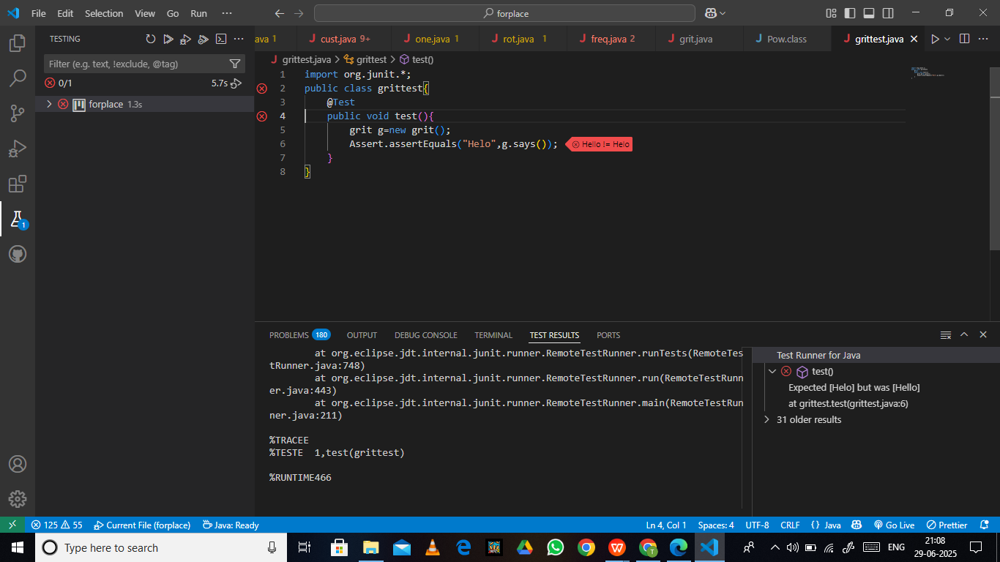 File Edit Selection View Go Run ··· forplace
TESTING
Filter (e.g. text, !exclude, @tag)
0/1 5.7s
forplace 1.3s
ava 1 cust.java 9+ one.java 1 rot.java 1 freq.java 2 grit.java Pow.class grittest.java
grittest.java > grittest > test()
1 import org.junit.*;
2 public class grittest{
3 @Test
4 public void test(){
5 grit g=new grit();
6 Assert.assertEquals("Helo",g.says()); Hello != Helo
7 }
8 }
1
PROBLEMS 180 OUTPUT DEBUG CONSOLE TERMINAL TEST RESULTS PORTS
at org.eclipse.jdt.internal.junit.runner.RemoteTestRunner.runTests(RemoteTes
tRunner.java:748)
at org.eclipse.jdt.internal.junit.runner.RemoteTestRunner.run(RemoteTestRunn
er.java:443)
at org.eclipse.jdt.internal.junit.runner.RemoteTestRunner.main(RemoteTestRun
ner.java:211)
%TRACEE
%TESTE 1,test(grittest)
%RUNTIME466
Test Runner for Java
test()
Expected [Helo] but was [Hello]
at grittest.test(grittest.java:6)
31 older results
125 55 Current File (forplace) Java: Ready Ln 4, Col 1 Spaces: 4 UTF-8 CRLF {} Java Go Live Prettier
Type here to search ENG 21:08
29-06-2025